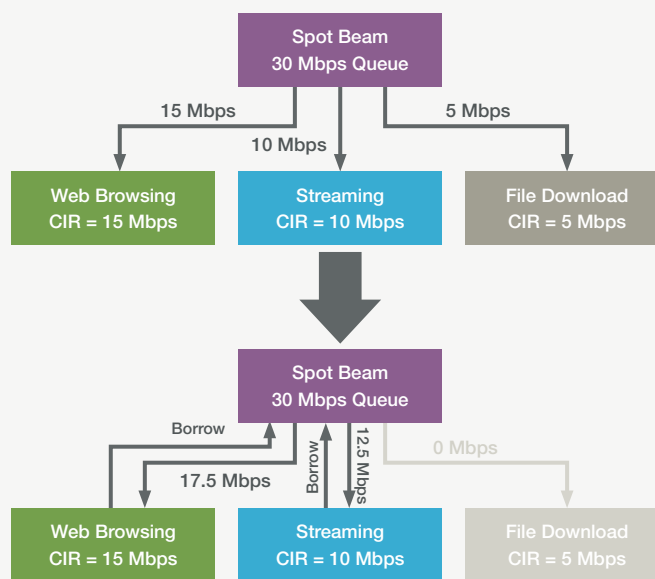 Spot Beam
30 Mbps Queue
15 Mbps
10 Mbps
5 Mbps
Web Browsing
CIR = 15 Mbps
Streaming
CIR = 10 Mbps
File Download
CIR = 5 Mbps
Spot Beam
30 Mbps Queue
Borrow
17.5 Mbps
Borrow
12.5 Mbps
0 Mbps
Web Browsing
CIR = 15 Mbps
Streaming
CIR = 10 Mbps
File Download
CIR = 5 Mbps